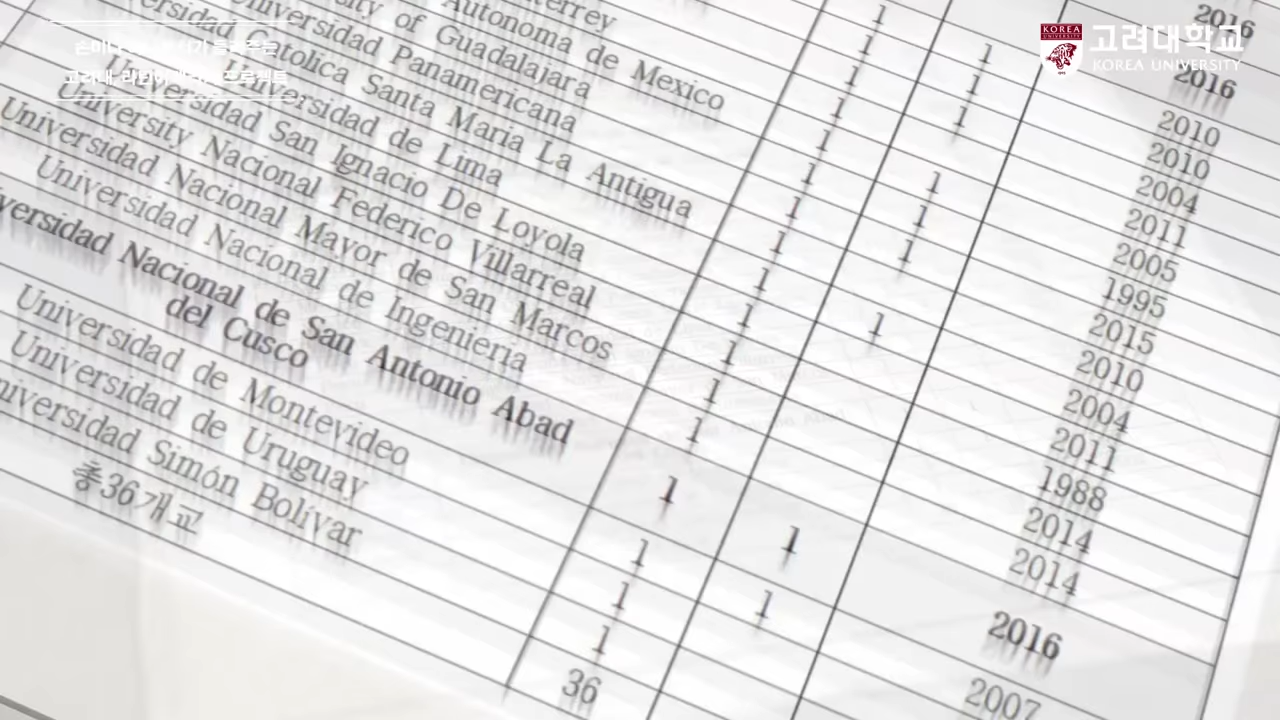 고려대학교
KOREA UNIVERSITY
KOREA
UNIVERSITY
Autonoma de Mexico
of Guadalajara
Universidad Panamericana
Santa Maria La Antigua
Universidad de Lima
Universidad San Ignacio De Loyola
University Nacional Federico Villarreal
Universidad Nacional Mayor de San Marcos
Universidad Nacional de Ingenieria
Nacional de San Antonio Abad
del Cusco
Universidad de Montevideo
Universidad de Uruguay
Simón Bolívar
총36개교
36
2016
2016
2010
2010
2004
2011
2005
1995
2015
2010
2004
2011
1988
2014
2014
2016
2007